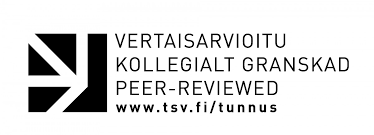 VERTAISARVIOITU
KOLLEGIALT GRANSKAD
PEER-REVIEWED
www.tsv.fi/tunnus